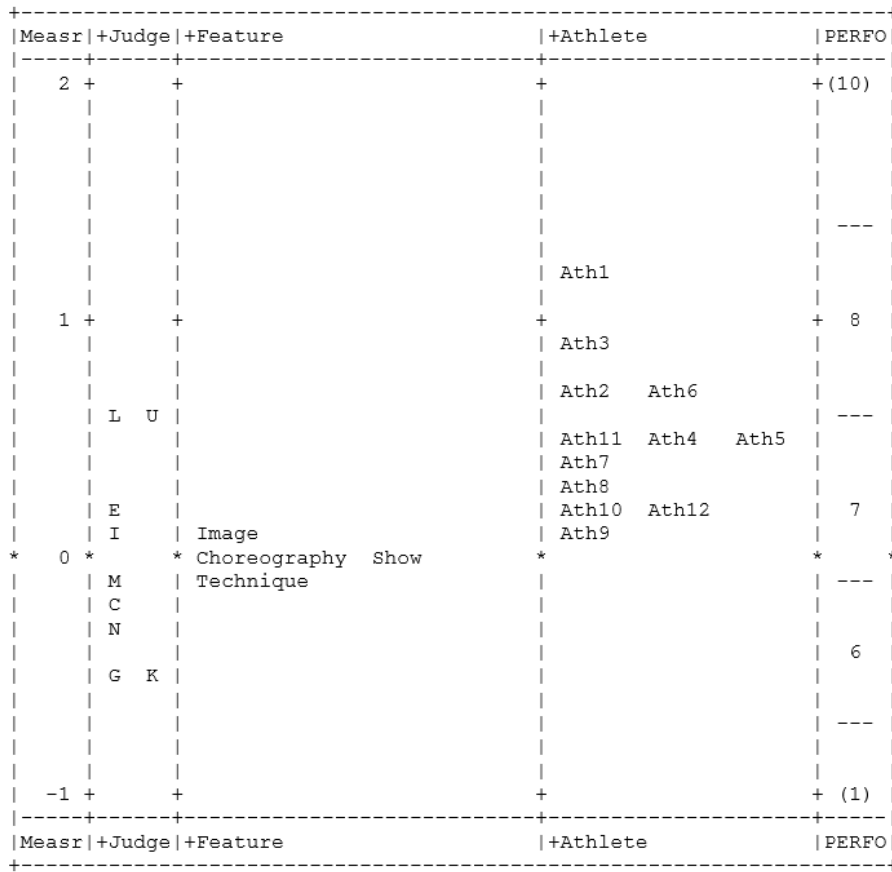 +-----------------------------------------------------------------
|Measr|+Judge|+Feature |+Athlete |PERFO|
|-----+------+------------------------------+----------------------+-----|
| 2 + + + +(10) |
| | | | | |
| | | | | |
| | | | | |
| | | | | |
| | | | | |
| | | | | --- |
| | | | | |
| | | | Ath1 | |
| | | | | |
| 1 + + + + 8 |
| | | | Ath3 | |
| | | | | |
| | | | Ath2 Ath6 | |
| | L U | | | --- |
| | | | Ath11 Ath4 Ath5 | |
| | | | Ath7 | |
| | | | Ath8 | |
| | E | | Ath10 Ath12 | 7 |
| | I | Image | Ath9 | |
* 0 * * Choreography Show * * *
| | M | Technique | | --- |
| | C | | | |
| | N | | | |
| | | | | 6 |
| | G K | | | |
| | | | | |
| | | | | --- |
| | | | | |
| | | | | |
| -1 + + + + (1) |
|-----+------+------------------------------+----------------------+-----|
|Measr|+Judge|+Feature |+Athlete |PERFO|
+-----------------------------------------------------------------